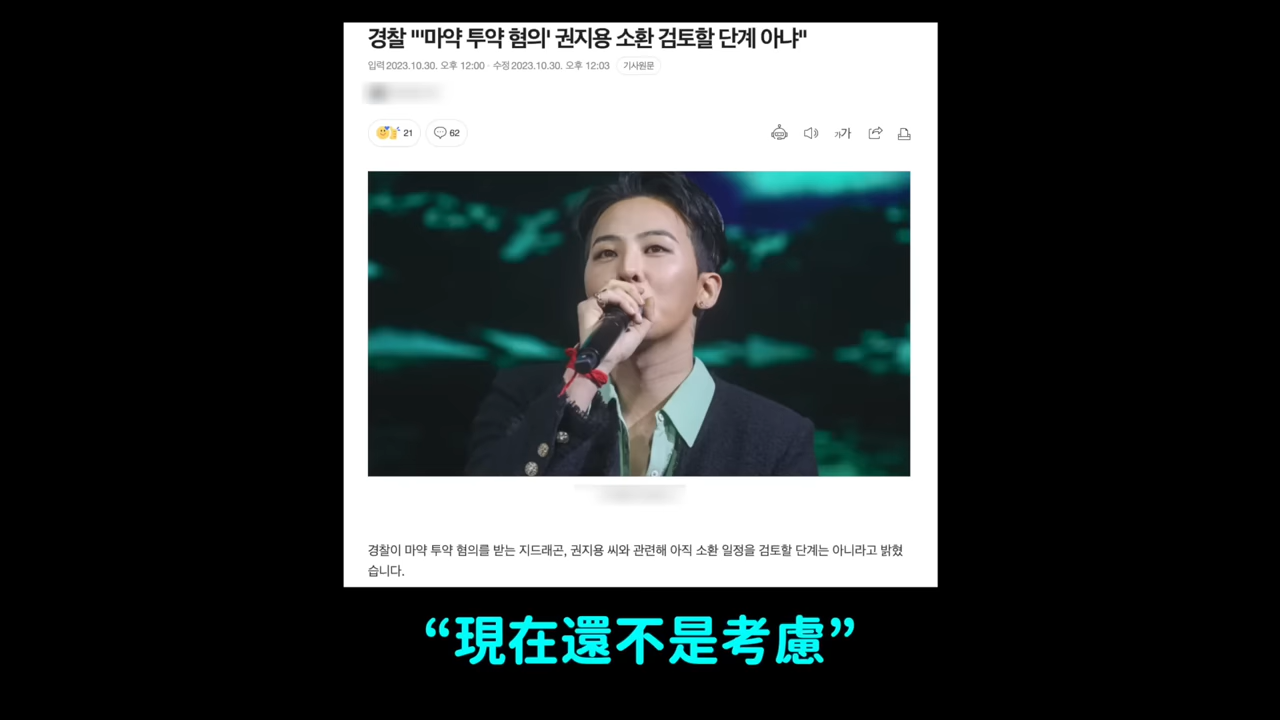 경찰 "'마약 투약 혐의' 권지용 소환 검토할 단계 아냐"
입력 2023.10.30. 오후 12:00 · 수정 2023.10.30. 오후 12:03 기사원문
21 62 가가
경찰이 마약 투약 혐의를 받는 지드래곤, 권지용 씨와 관련해 아직 소환 일정을 검토할 단계는 아니라고 밝혔
습니다.
“現在還不是考慮”